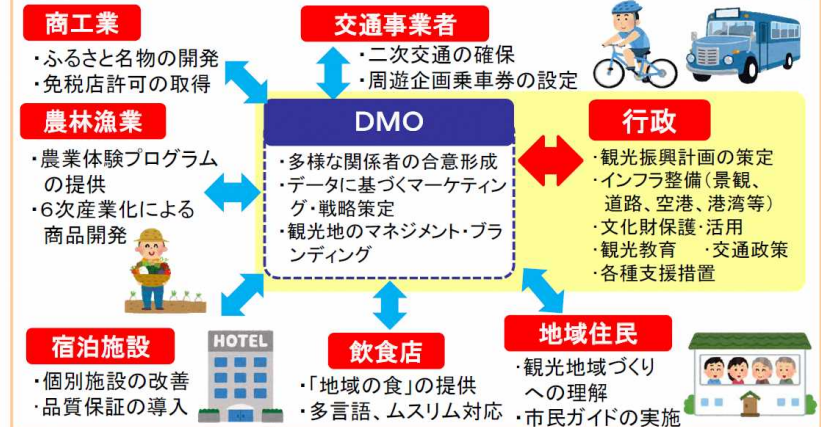 商工業
・ふるさと名物の開発
・免税店許可の取得
交通事業者
・二次交通の確保
・周遊企画乗車券の設定
農林漁業
・農業体験プログラム
の提供
・6次産業化による
商品開発
DMO
・多様な関係者の合意形成
・データに基づくマーケティン
グ・戦略策定
・観光地のマネジメント・ブラ
ンディング
行政
・観光振興計画の策定
・インフラ整備(景観、
道路、空港、港湾等)
・文化財保護・活用
・観光教育 ・交通政策
・各種支援措置
宿泊施設
・個別施設の改善
・品質保証の導入
HOTEL
飲食店
・「地域の食」の提供
・多言語、ムスリム対応
地域住民
・観光地域づくり
への理解
・市民ガイドの実施